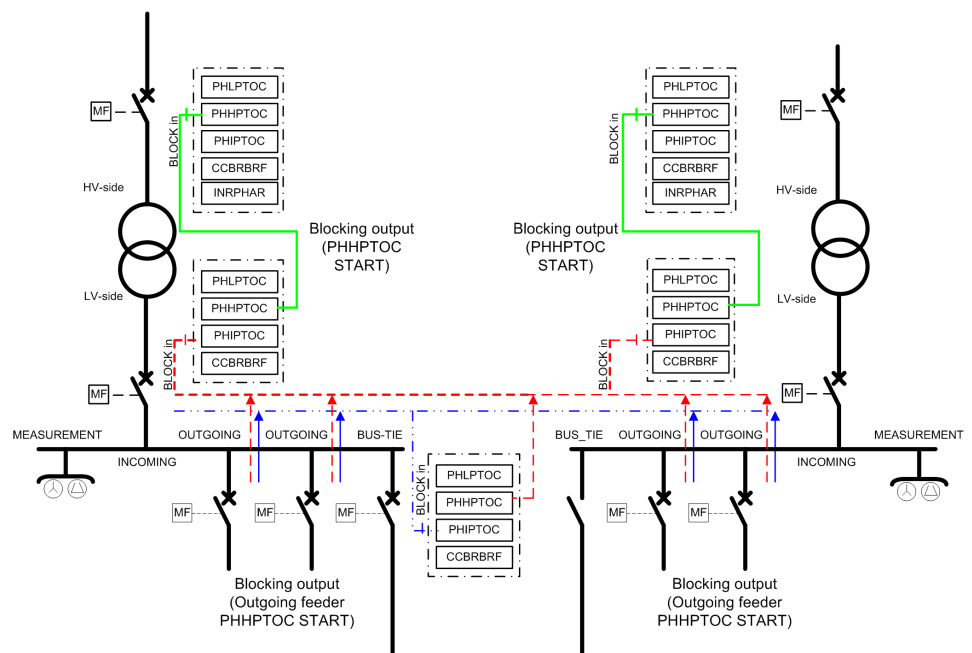 PHLPTOC
PHHPTOC
PHIPTOC
CCBRBRF
INRPHAR
BLOCK in
MF
HV-side
LV-side
Blocking output
(PHHPTOC
START)
PHLPTOC
PHHPTOC
PHIPTOC
CCBRBRF
BLOCK in
MF
PHLPTOC
PHHPTOC
PHIPTOC
CCBRBRF
INRPHAR
BLOCK in
MF
HV-side
LV-side
Blocking output
(PHHPTOC
START)
PHLPTOC
PHHPTOC
PHIPTOC
CCBRBRF
BLOCK in
MF
MEASUREMENT
OUTGOING
OUTGOING
BUS-TIE
INCOMING
BUS_TIE
OUTGOING
OUTGOING
MEASUREMENT
INCOMING
BLOCK in
PHLPTOC
PHHPTOC
PHIPTOC
CCBRBRF
MF
MF
MF
MF
MF
Blocking output
(Outgoing feeder
PHHPTOC START)
Blocking output
(Outgoing feeder
PHHPTOC START)